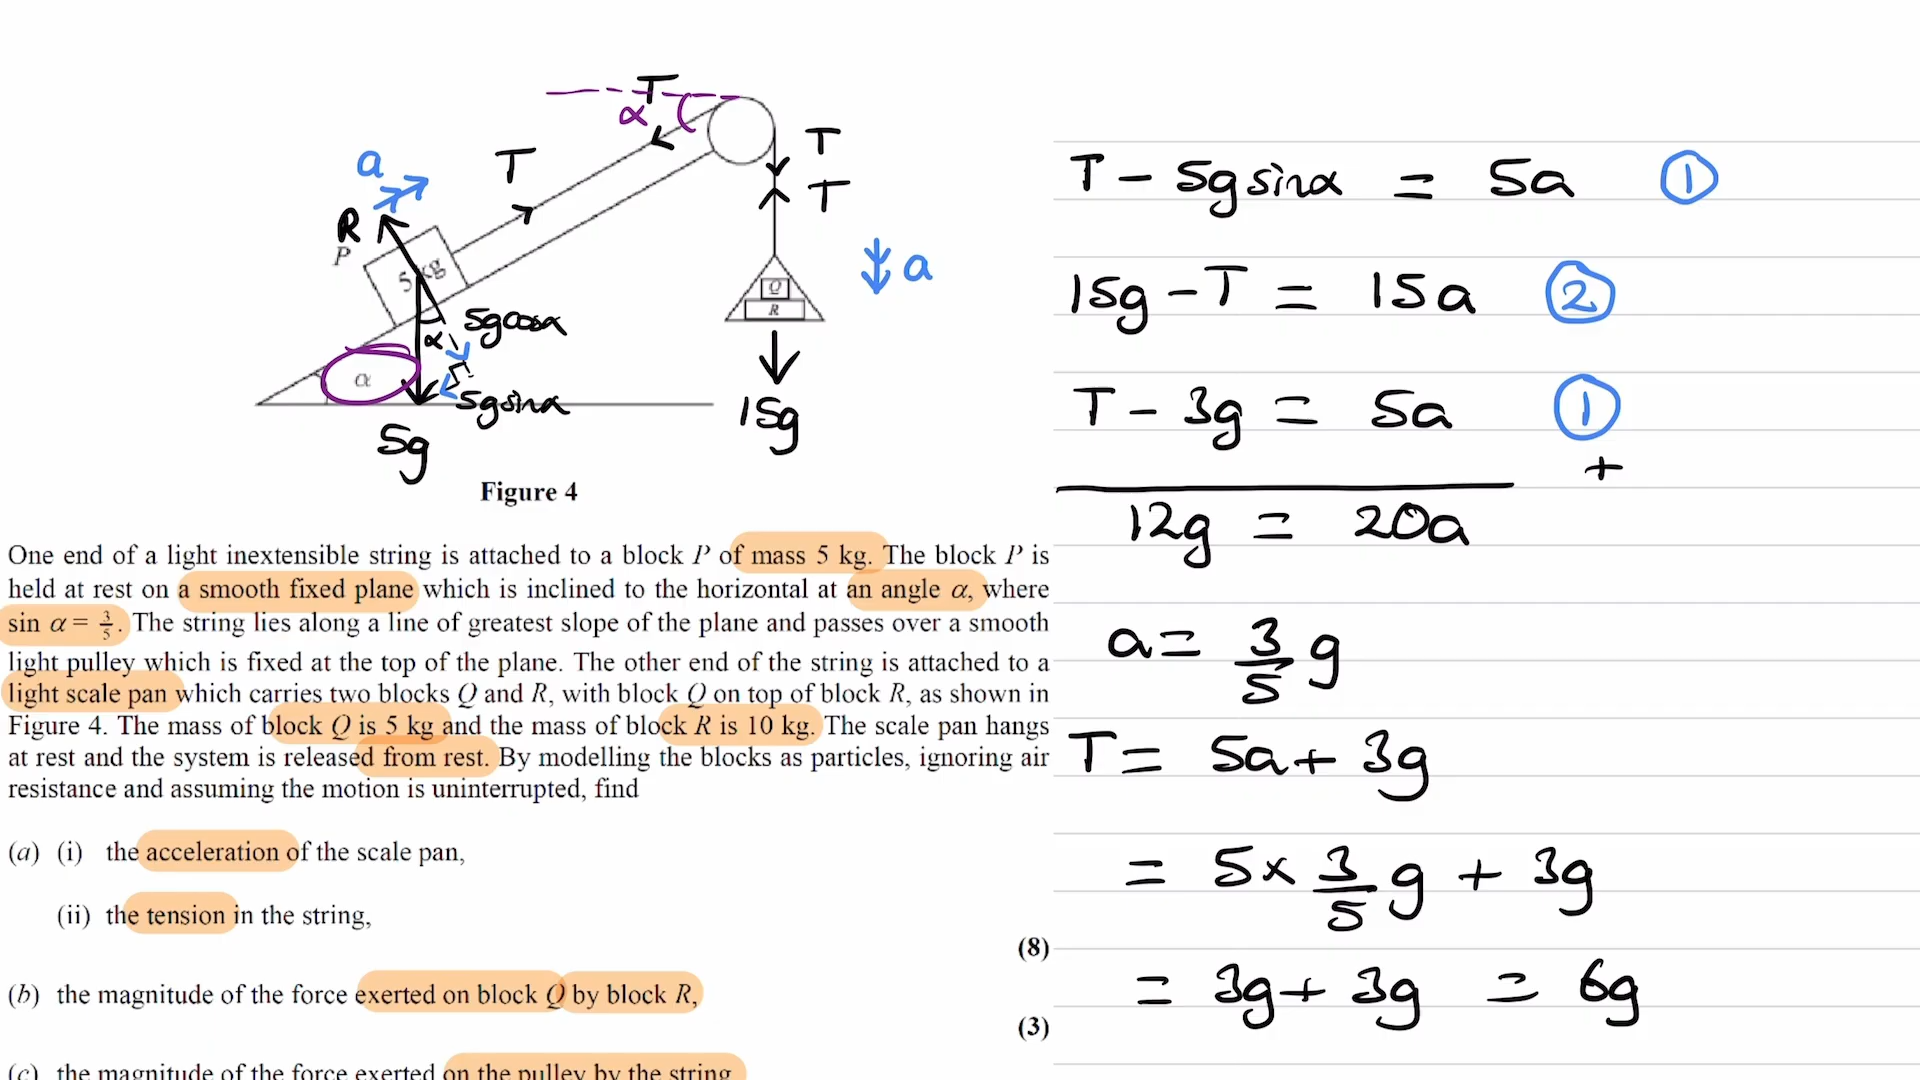 T
α
T
T
a
T
R
P
a
5 kg
Q
5gcosα
R
α
α
5gsinα
15g
5g
Figure 4
One end of a light inextensible string is attached to a block P of mass 5 kg. The block P is
held at rest on a smooth fixed plane which is inclined to the horizontal at an angle α, where
sin α = 3/5. The string lies along a line of greatest slope of the plane and passes over a smooth
light pulley which is fixed at the top of the plane. The other end of the string is attached to a
light scale pan which carries two blocks Q and R, with block Q on top of block R, as shown in
Figure 4. The mass of block Q is 5 kg and the mass of block R is 10 kg. The scale pan hangs
at rest and the system is released from rest. By modelling the blocks as particles, ignoring air
resistance and assuming the motion is uninterrupted, find
(a) (i) the acceleration of the scale pan,
(ii) the tension in the string,
(8)
(b) the magnitude of the force exerted on block Q by block R,
(3)
(c) the magnitude of the force exerted on the pulley by the string
T - 5gsinα = 5a ①
15g - T = 15a ②
T - 3g = 5a ①
+
12g = 20a
a = 3/5 g
T = 5a + 3g
= 5 × 3/5 g + 3g
= 3g + 3g = 6g